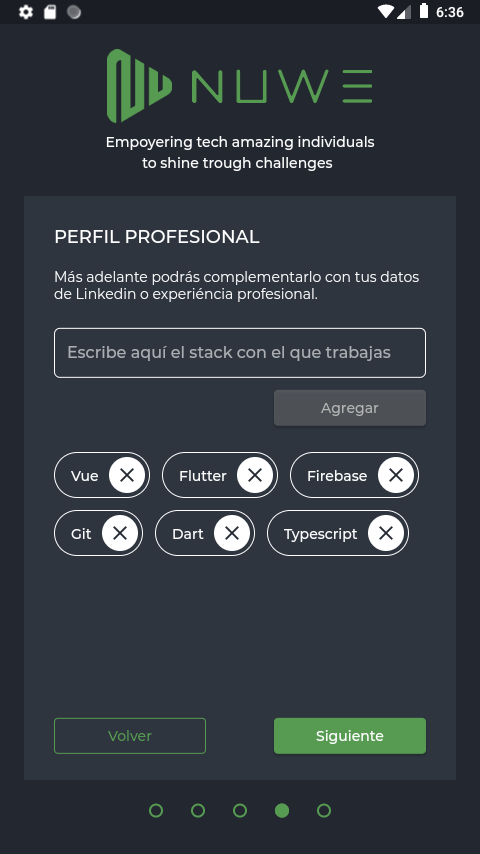 6:36
NUWE
Empoyering tech amazing individuals
to shine trough challenges
PERFIL PROFESIONAL
Más adelante podrás complementarlo con tus datos
de Linkedin o experiéncia profesional.
Escribe aquí el stack con el que trabajas
Agregar
Vue Flutter Firebase
Git Dart Typescript
Volver Siguiente